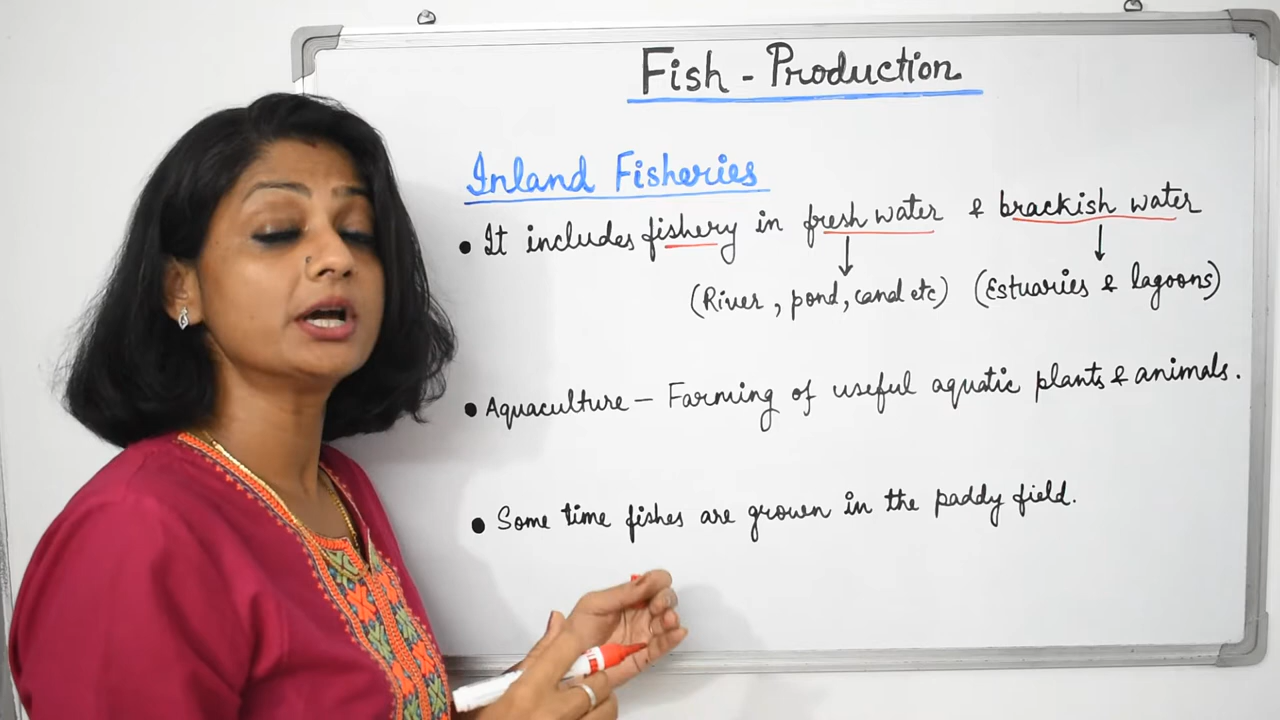 Fish - Production
Inland Fisheries
• It includes fishery in fresh water & brackish water
(River, pond, canal etc) (Estuaries & lagoons)
• Aquaculture — Farming of useful aquatic plants & animals.
• Some time fishes are grown in the paddy field.